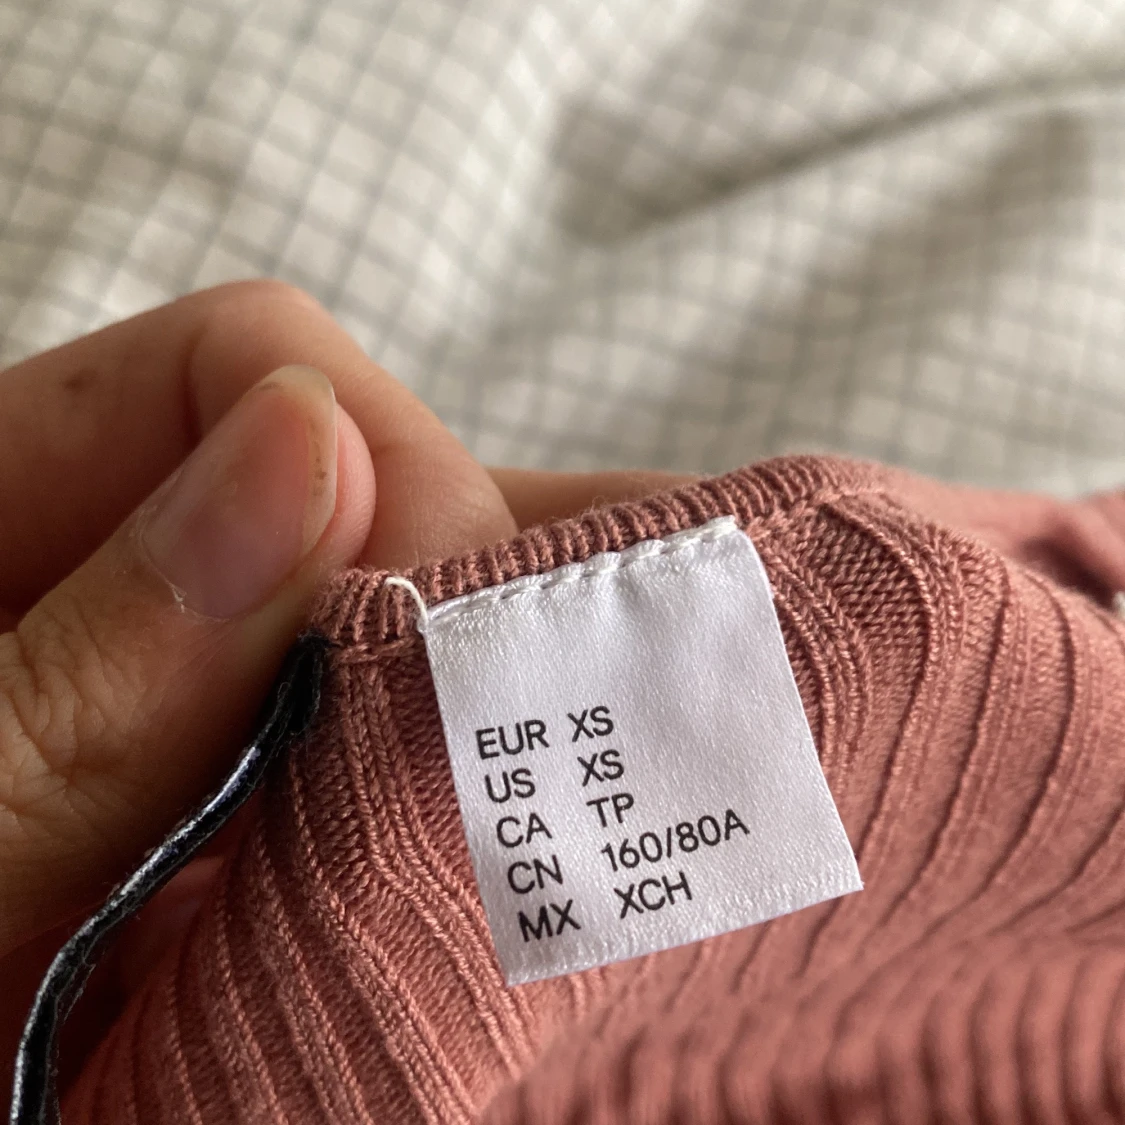 EUR XS
US XS
CA TP
CN 160/80A
MX XCH